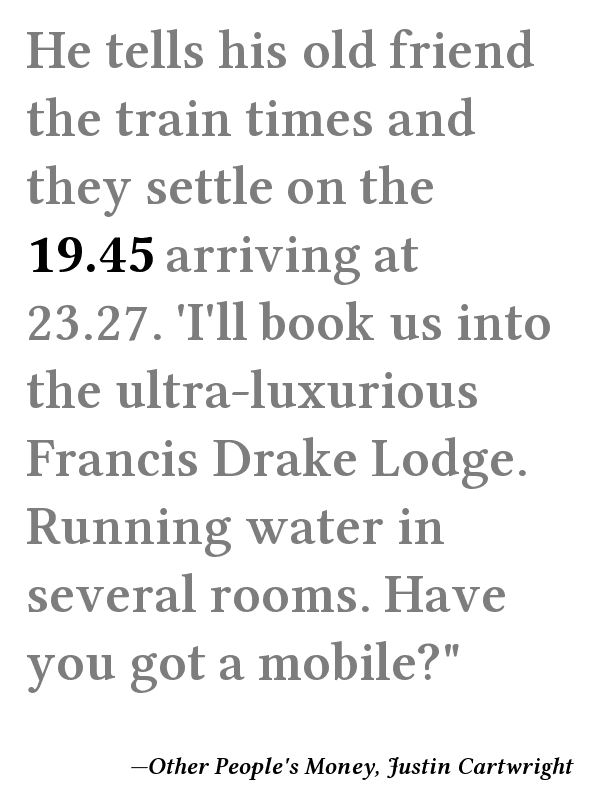 He tells his old friend
the train times and
they settle on the
19.45 arriving at
23.27. 'I'll book us into
the ultra-luxurious
Francis Drake Lodge.
Running water in
several rooms. Have
you got a mobile?"
—Other People's Money, Justin Cartwright